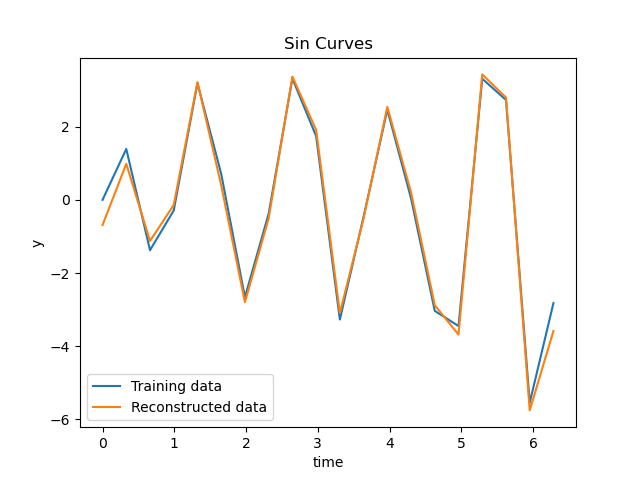 Sin Curves
y
2
0
−2
−4
−6
Training data
Reconstructed data
0 1 2 3 4 5 6
time